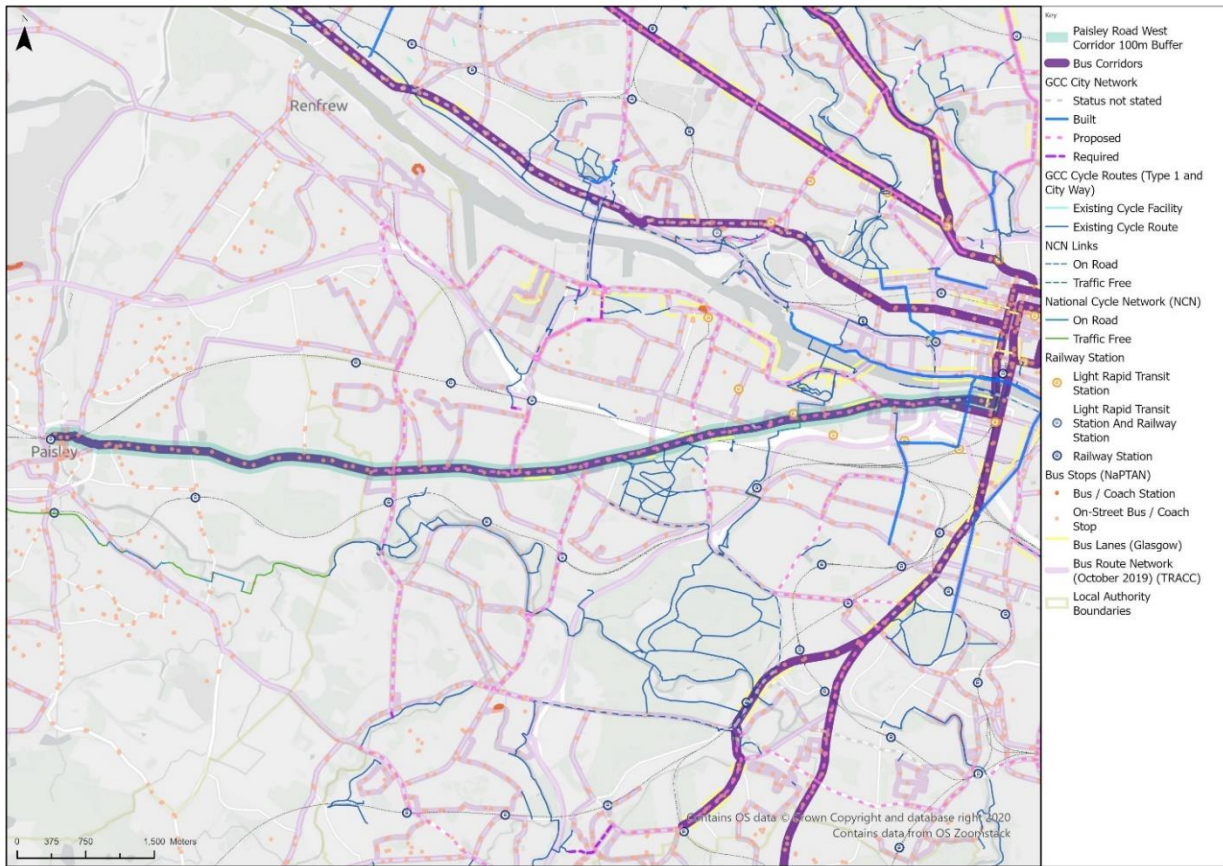 N
Renfrew
Paisley
0 375 750 1,500 Meters
Contains OS data © Crown Copyright and database right 2020
Contains data from OS Zoomstack
Key
Paisley Road West
Corridor 100m Buffer
Bus Corridors
GCC City Network
Status not stated
Built
Proposed
Required
GCC Cycle Routes (Type 1 and
City Way)
Existing Cycle Facility
Existing Cycle Route
NCN Links
On Road
Traffic Free
National Cycle Network (NCN)
On Road
Traffic Free
Railway Station
Light Rapid Transit
Station
Light Rapid Transit
Station And Railway
Station
Railway Station
Bus Stops (NaPTAN)
Bus / Coach Station
On-Street Bus / Coach
Stop
Bus Lanes (Glasgow)
Bus Route Network
(October 2019) (TRACC)
Local Authority
Boundaries